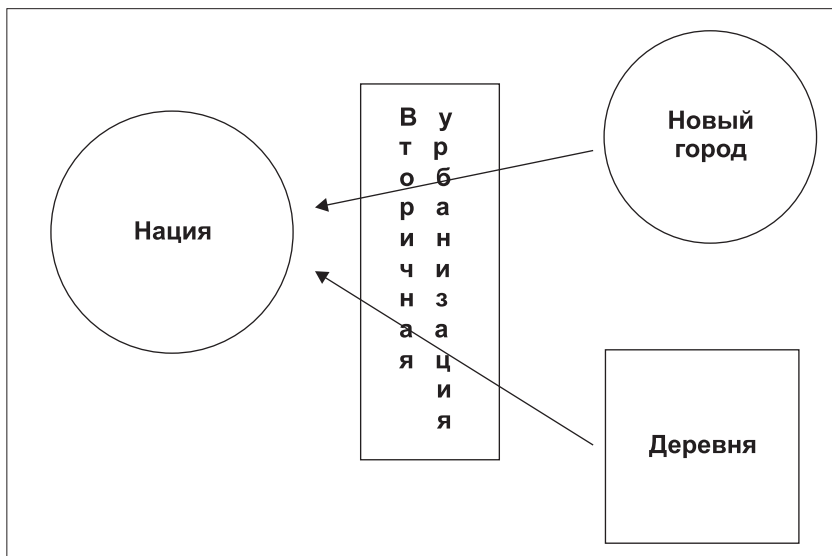 Нация
Вторичная
урбанизация
Новый
город
Деревня